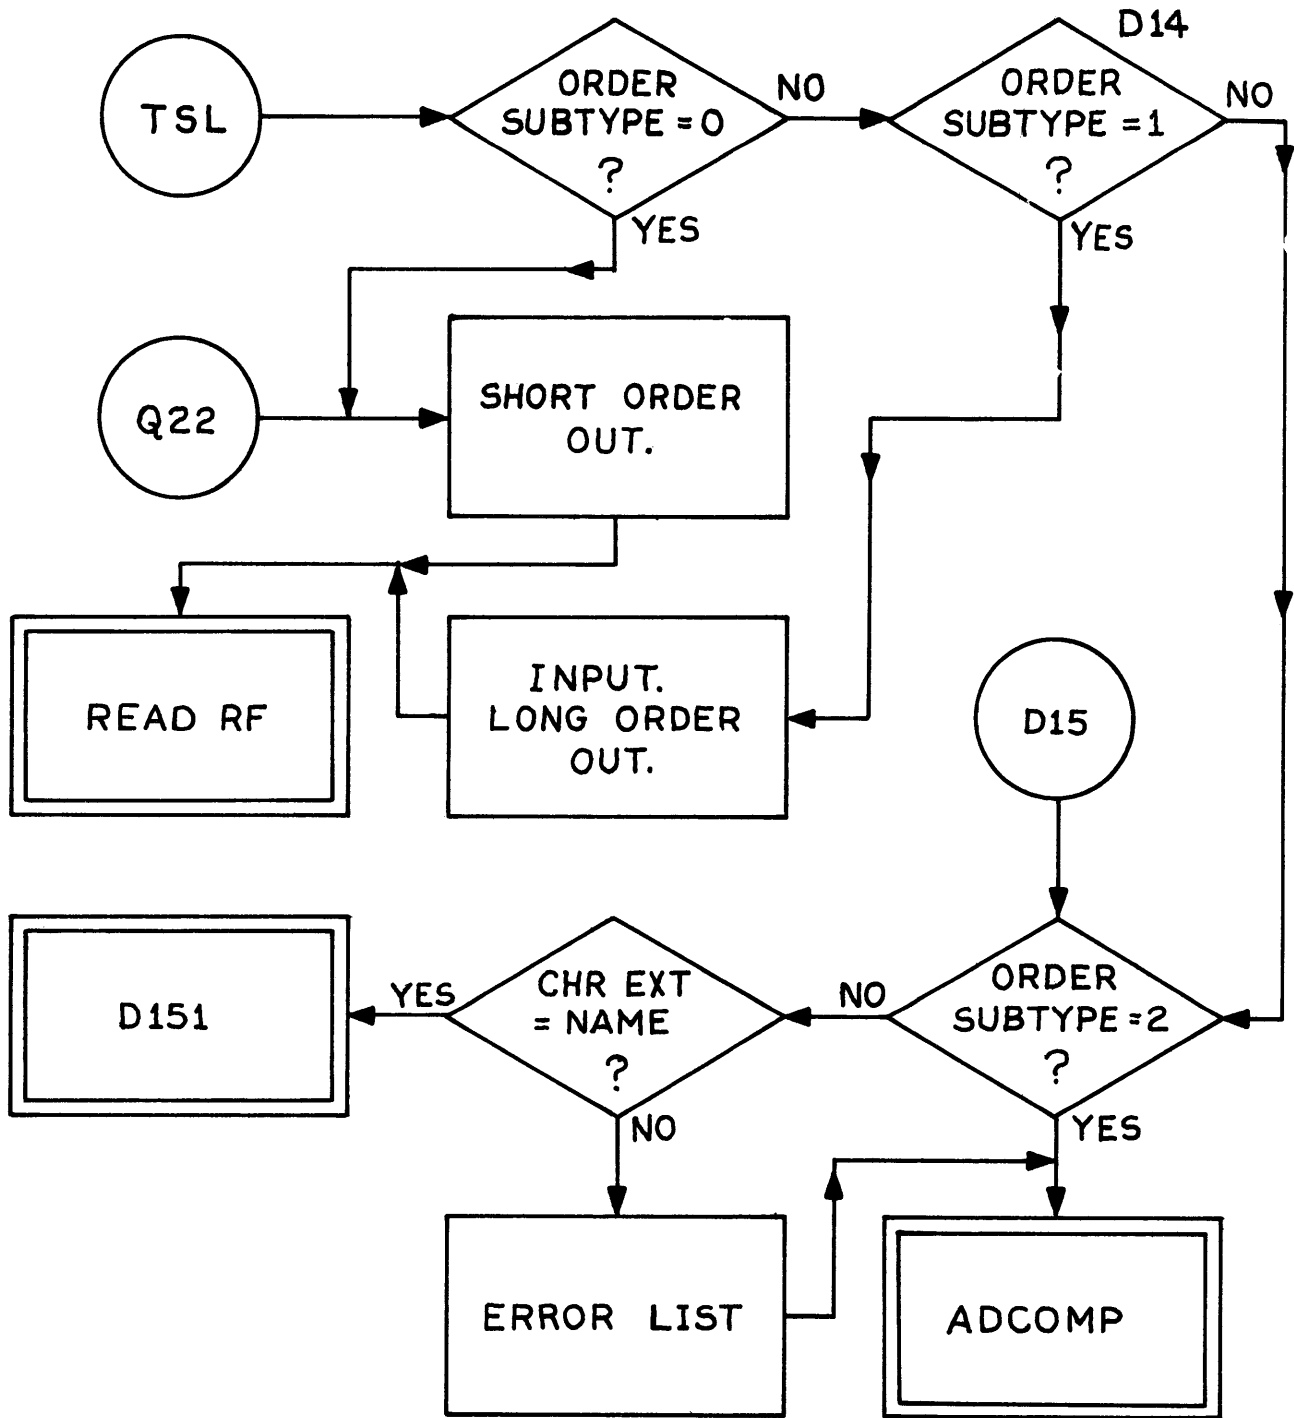 D14
TSL
ORDER
SUBTYPE = 0
?
NO
ORDER
SUBTYPE = 1
?
NO
YES
YES
Q22
SHORT ORDER
OUT.
READ RF
INPUT.
LONG ORDER
OUT.
D15
D151
YES
CHR EXT
= NAME
?
NO
NO
ORDER
SUBTYPE = 2
?
YES
ERROR LIST
ADCOMP